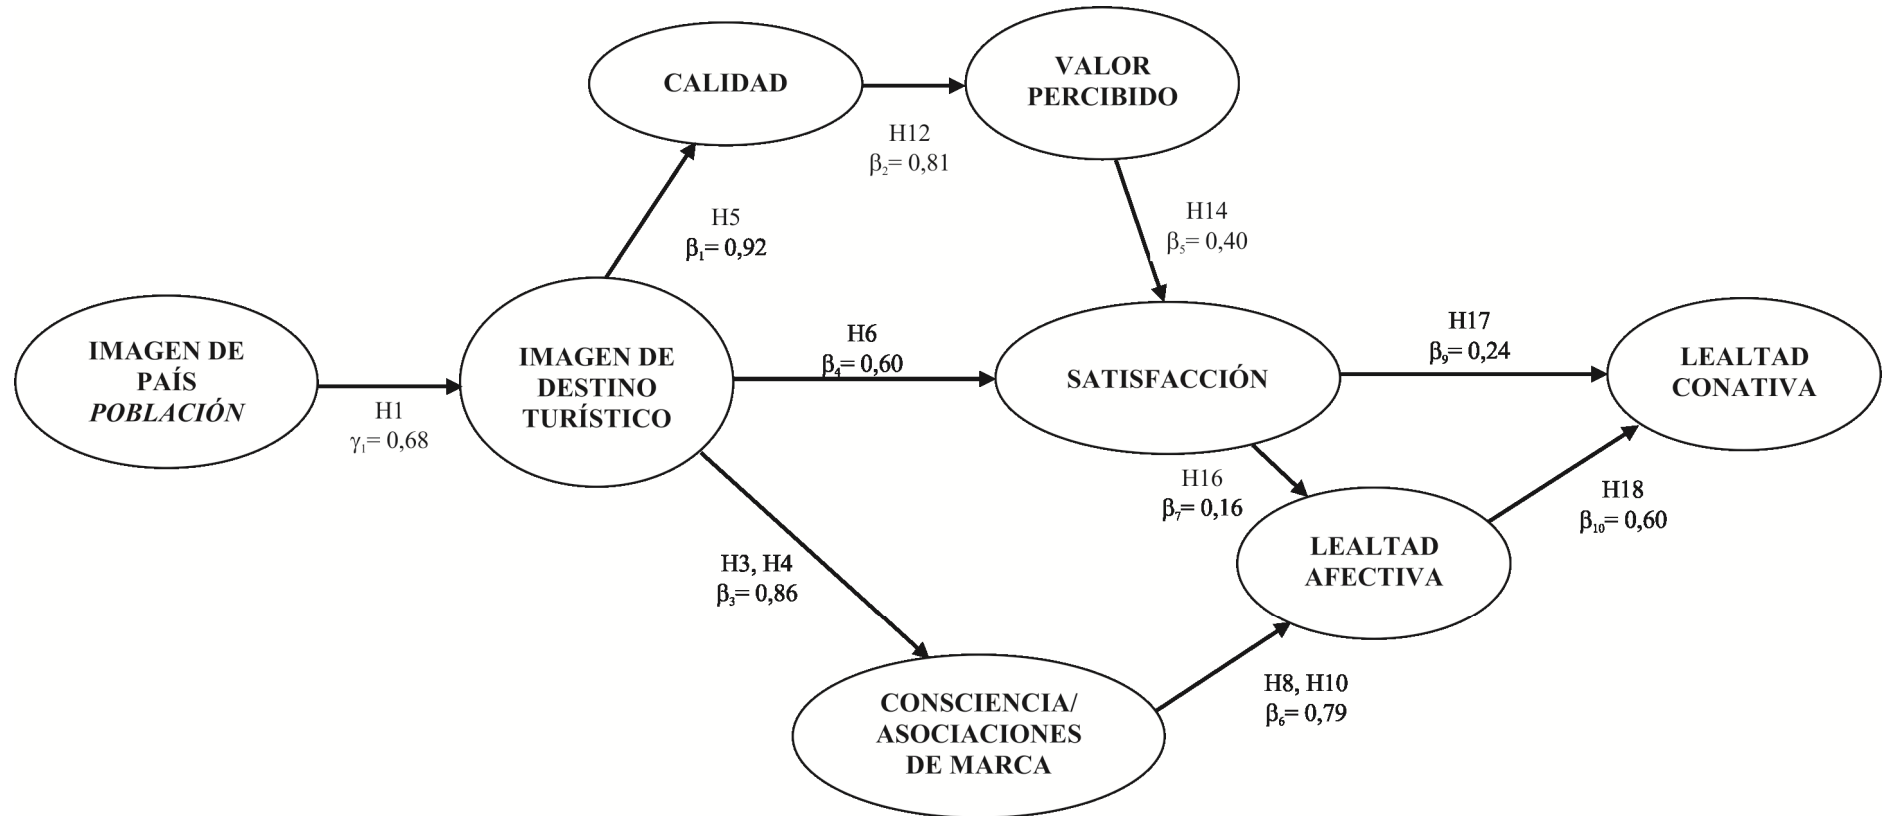 CALIDAD
VALOR
PERCIBIDO
H12
β₂= 0,81
H5
β₁= 0,92
H14
β₅= 0,40
IMAGEN DE
PAÍS
POBLACIÓN
H1
γ₁= 0,68
IMAGEN DE
DESTINO
TURÍSTICO
H6
β₄= 0,60
SATISFACCIÓN
H17
β₉= 0,24
LEALTAD
CONATIVA
H16
β₇= 0,16
H18
β₁₀= 0,60
LEALTAD
AFECTIVA
H3, H4
β₃= 0,86
CONSCIENCIA/
ASOCIACIONES
DE MARCA
H8, H10
β₆= 0,79